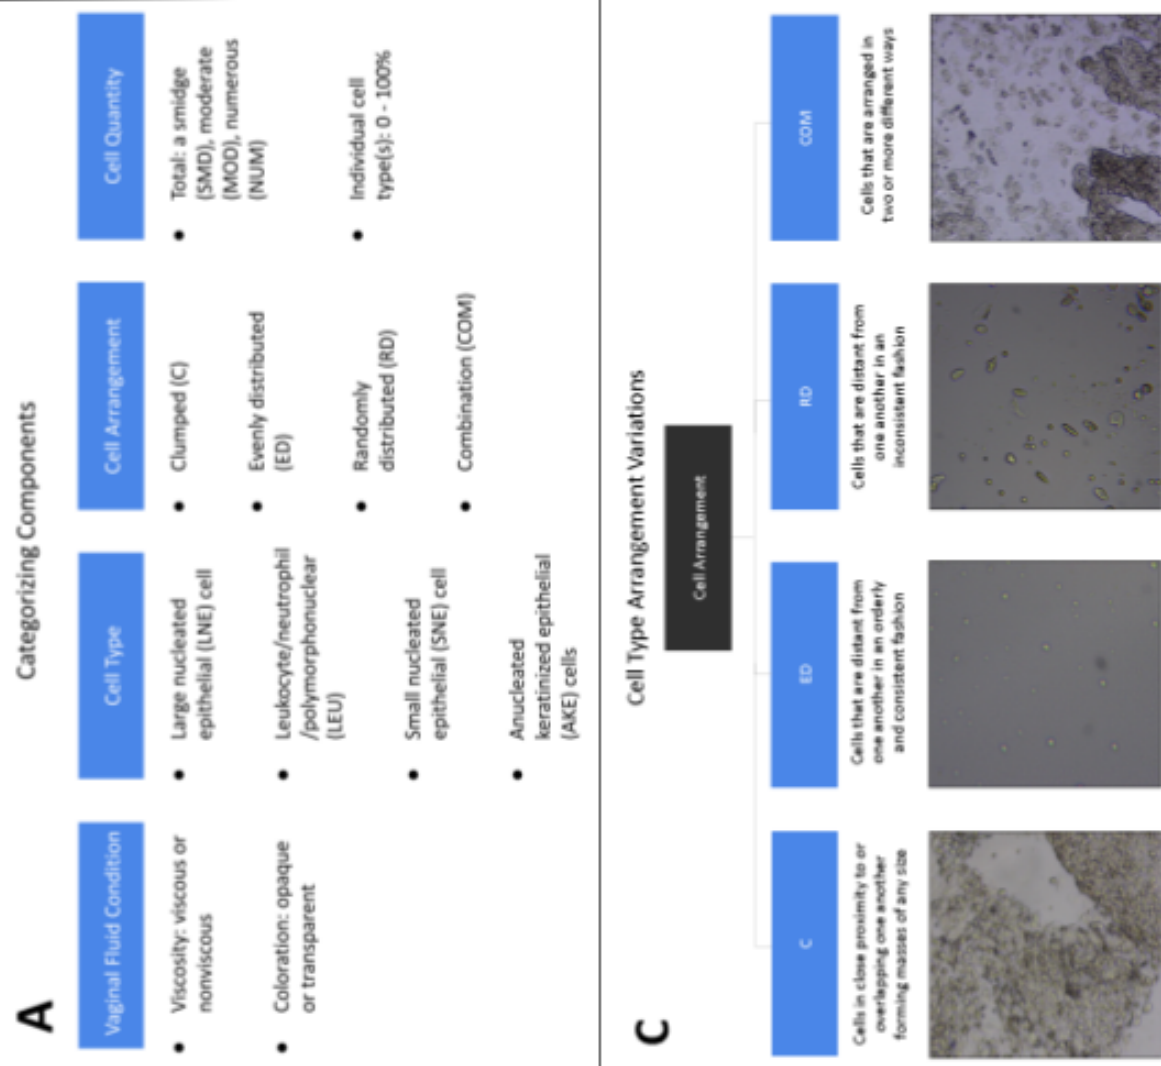 A
Categorizing Components
Vaginal Fluid Condition
● Viscosity: viscous or
nonviscous
● Coloration: opaque
or transparent
Cell Type
● Large nucleated
epithelial (LNE) cell
● Leukocyte/neutrophil
/polymorphonuclear
(LEU)
● Small nucleated
epithelial (SNE) cell
● Anucleated
keratinized epithelial
(AKE) cells
Cell Arrangement
● Clumped (C)
● Evenly distributed
(ED)
● Randomly
distributed (RD)
● Combination (COM)
Cell Quantity
● Total: a smidge
(SMD), moderate
(MOD), numerous
(NUM)
● Individual cell
type(s): 0 - 100%
C
Cell Type Arrangement Variations
Cell Arrangement
C
Cells in close proximity to or
overlapping one another
forming masses of any size
ED
Cells that are distant from
one another in an orderly
and consistent fashion
RD
Cells that are distant from
one another in an
inconsistent fashion
COM
Cells that are arranged in
two or more different ways